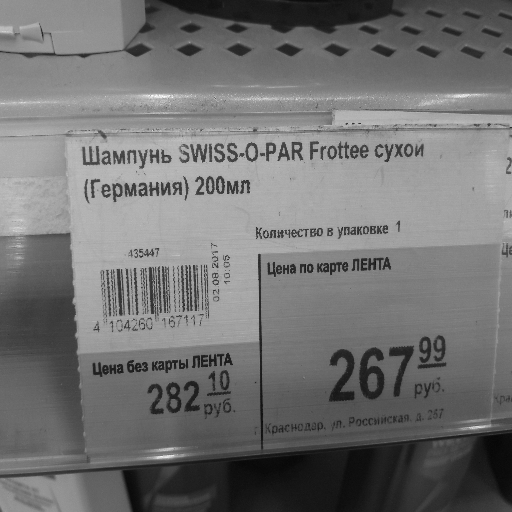 Шампунь SWISS-O-PAR Frottee сухой
(Германия) 200мл
Количество в упаковке 1
435447
02.08.2017
10:05
4 104260 167117
Цена по карте ЛЕНТА
267 99
руб.
Цена без карты ЛЕНТА
282 10
руб.
г. Краснодар, ул. Российская, д. 257